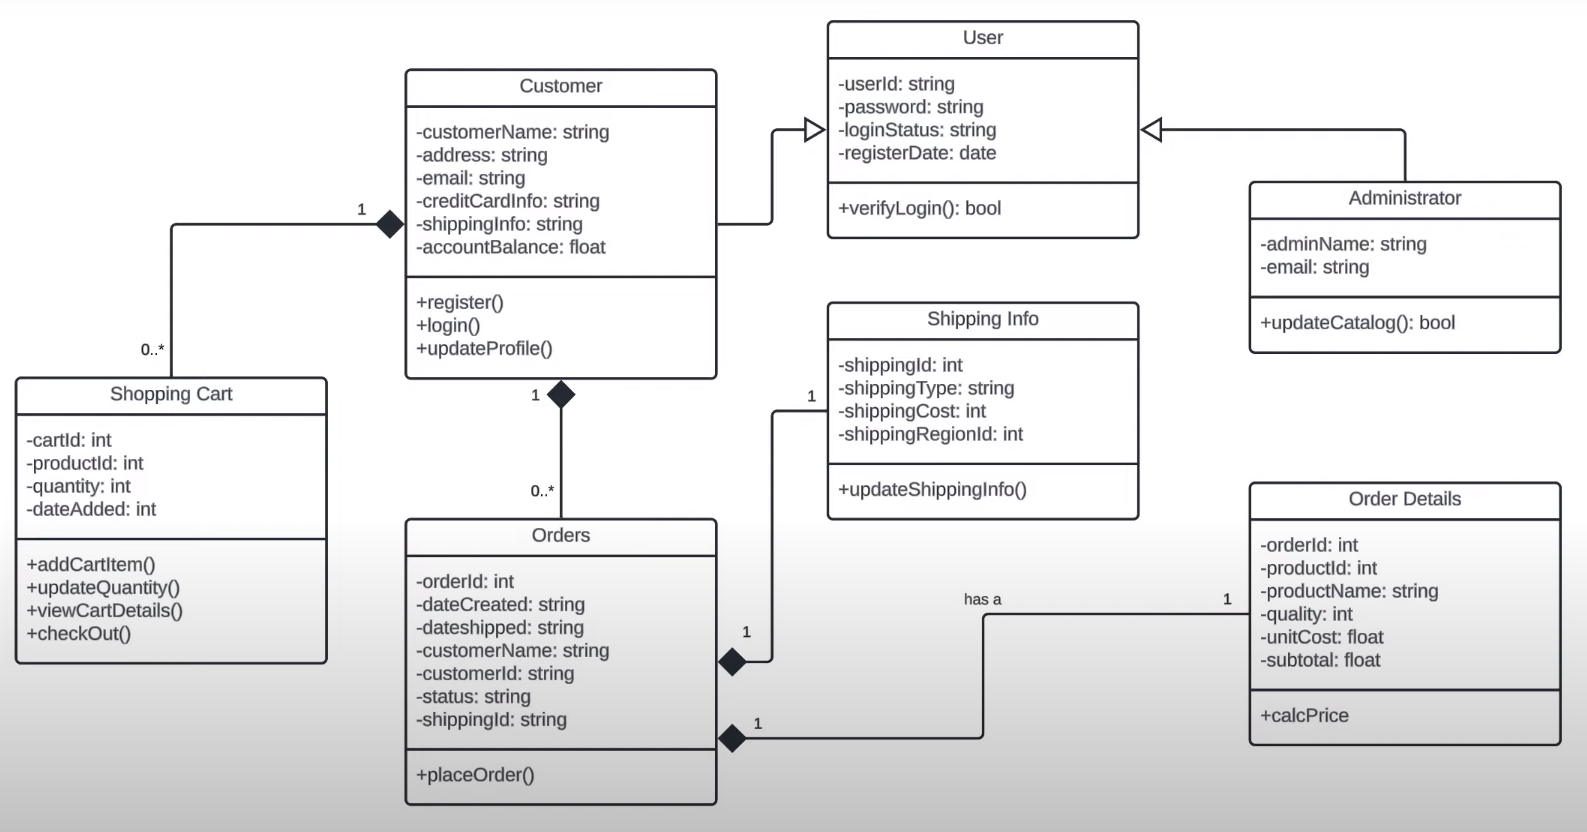 User
-userId: string
-password: string
-loginStatus: string
-registerDate: date
+verifyLogin(): bool
Customer
-customerName: string
-address: string
-email: string
-creditCardInfo: string
-shippingInfo: string
-accountBalance: float
+register()
+login()
+updateProfile()
Administrator
-adminName: string
-email: string
+updateCatalog(): bool
1
0..*
Shopping Cart
-cartId: int
-productId: int
-quantity: int
-dateAdded: int
+addCartItem()
+updateQuantity()
+viewCartDetails()
+checkOut()
1
0..*
Shipping Info
-shippingId: int
-shippingType: string
-shippingCost: int
-shippingRegionId: int
+updateShippingInfo()
1
1
Orders
-orderId: int
-dateCreated: string
-dateshipped: string
-customerName: string
-customerId: string
-status: string
-shippingId: string
+placeOrder()
1
has a
1
Order Details
-orderId: int
-productId: int
-productName: string
-quality: int
-unitCost: float
-subtotal: float
+calcPrice